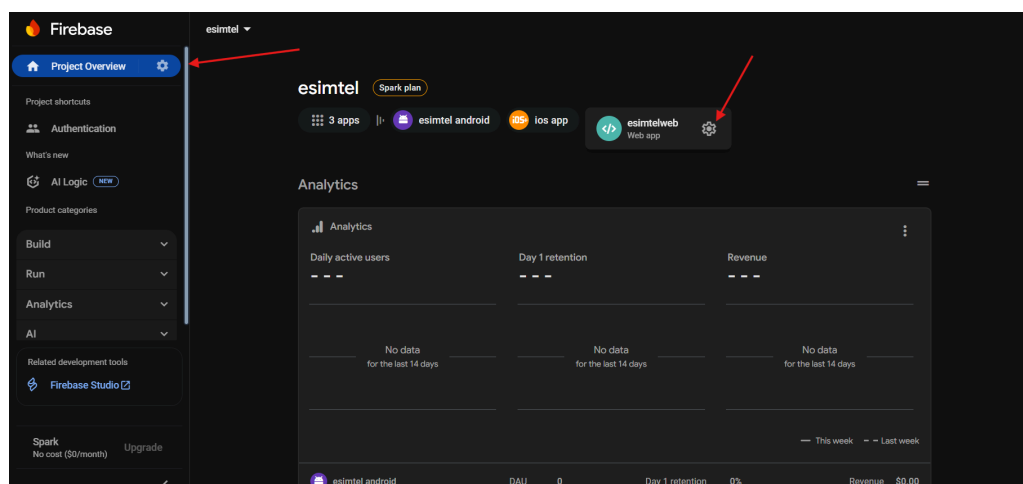 Firebase
esimtel
Project Overview
Project shortcuts
Authentication
What's new
AI Logic NEW
Product categories
Build
Run
Analytics
AI
Related development tools
Firebase Studio
Spark
No cost ($0/month)
Upgrade
esimtel Spark plan
3 apps esimtel android iOS+ ios app esimtelweb
Web app
Analytics
Analytics
Daily active users Day 1 retention Revenue
- - - - - - - - -
No data No data No data
for the last 14 days for the last 14 days for the last 14 days
This week Last week
esimtel android DAU 0 Day 1 retention 0% Revenue $0.00